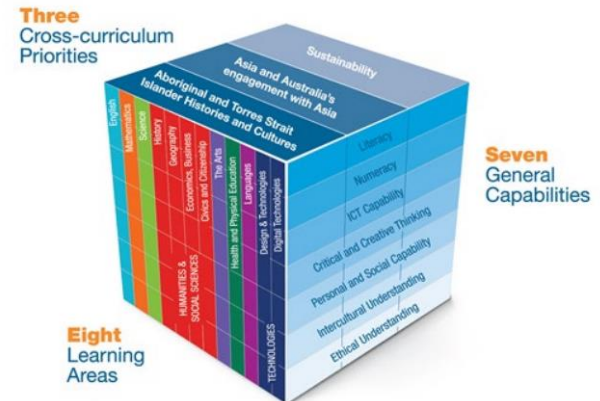 Three
Cross-curriculum
Priorities
Sustainability
Asia and Australia's
engagement with Asia
Aboriginal and Torres Strait
Islander Histories and Cultures
English
Mathematics
Science
History
Geography
Economics, Business
Civics and Citizenship
HUMANITIES &
SOCIAL SCIENCES
The Arts
Health and Physical Education
Languages
Design & Technologies
Digital Technologies
TECHNOLOGIES
Literacy
Numeracy
ICT Capability
Critical and Creative Thinking
Personal and Social Capability
Intercultural Understanding
Ethical Understanding
Seven
General
Capabilities
Eight
Learning
Areas